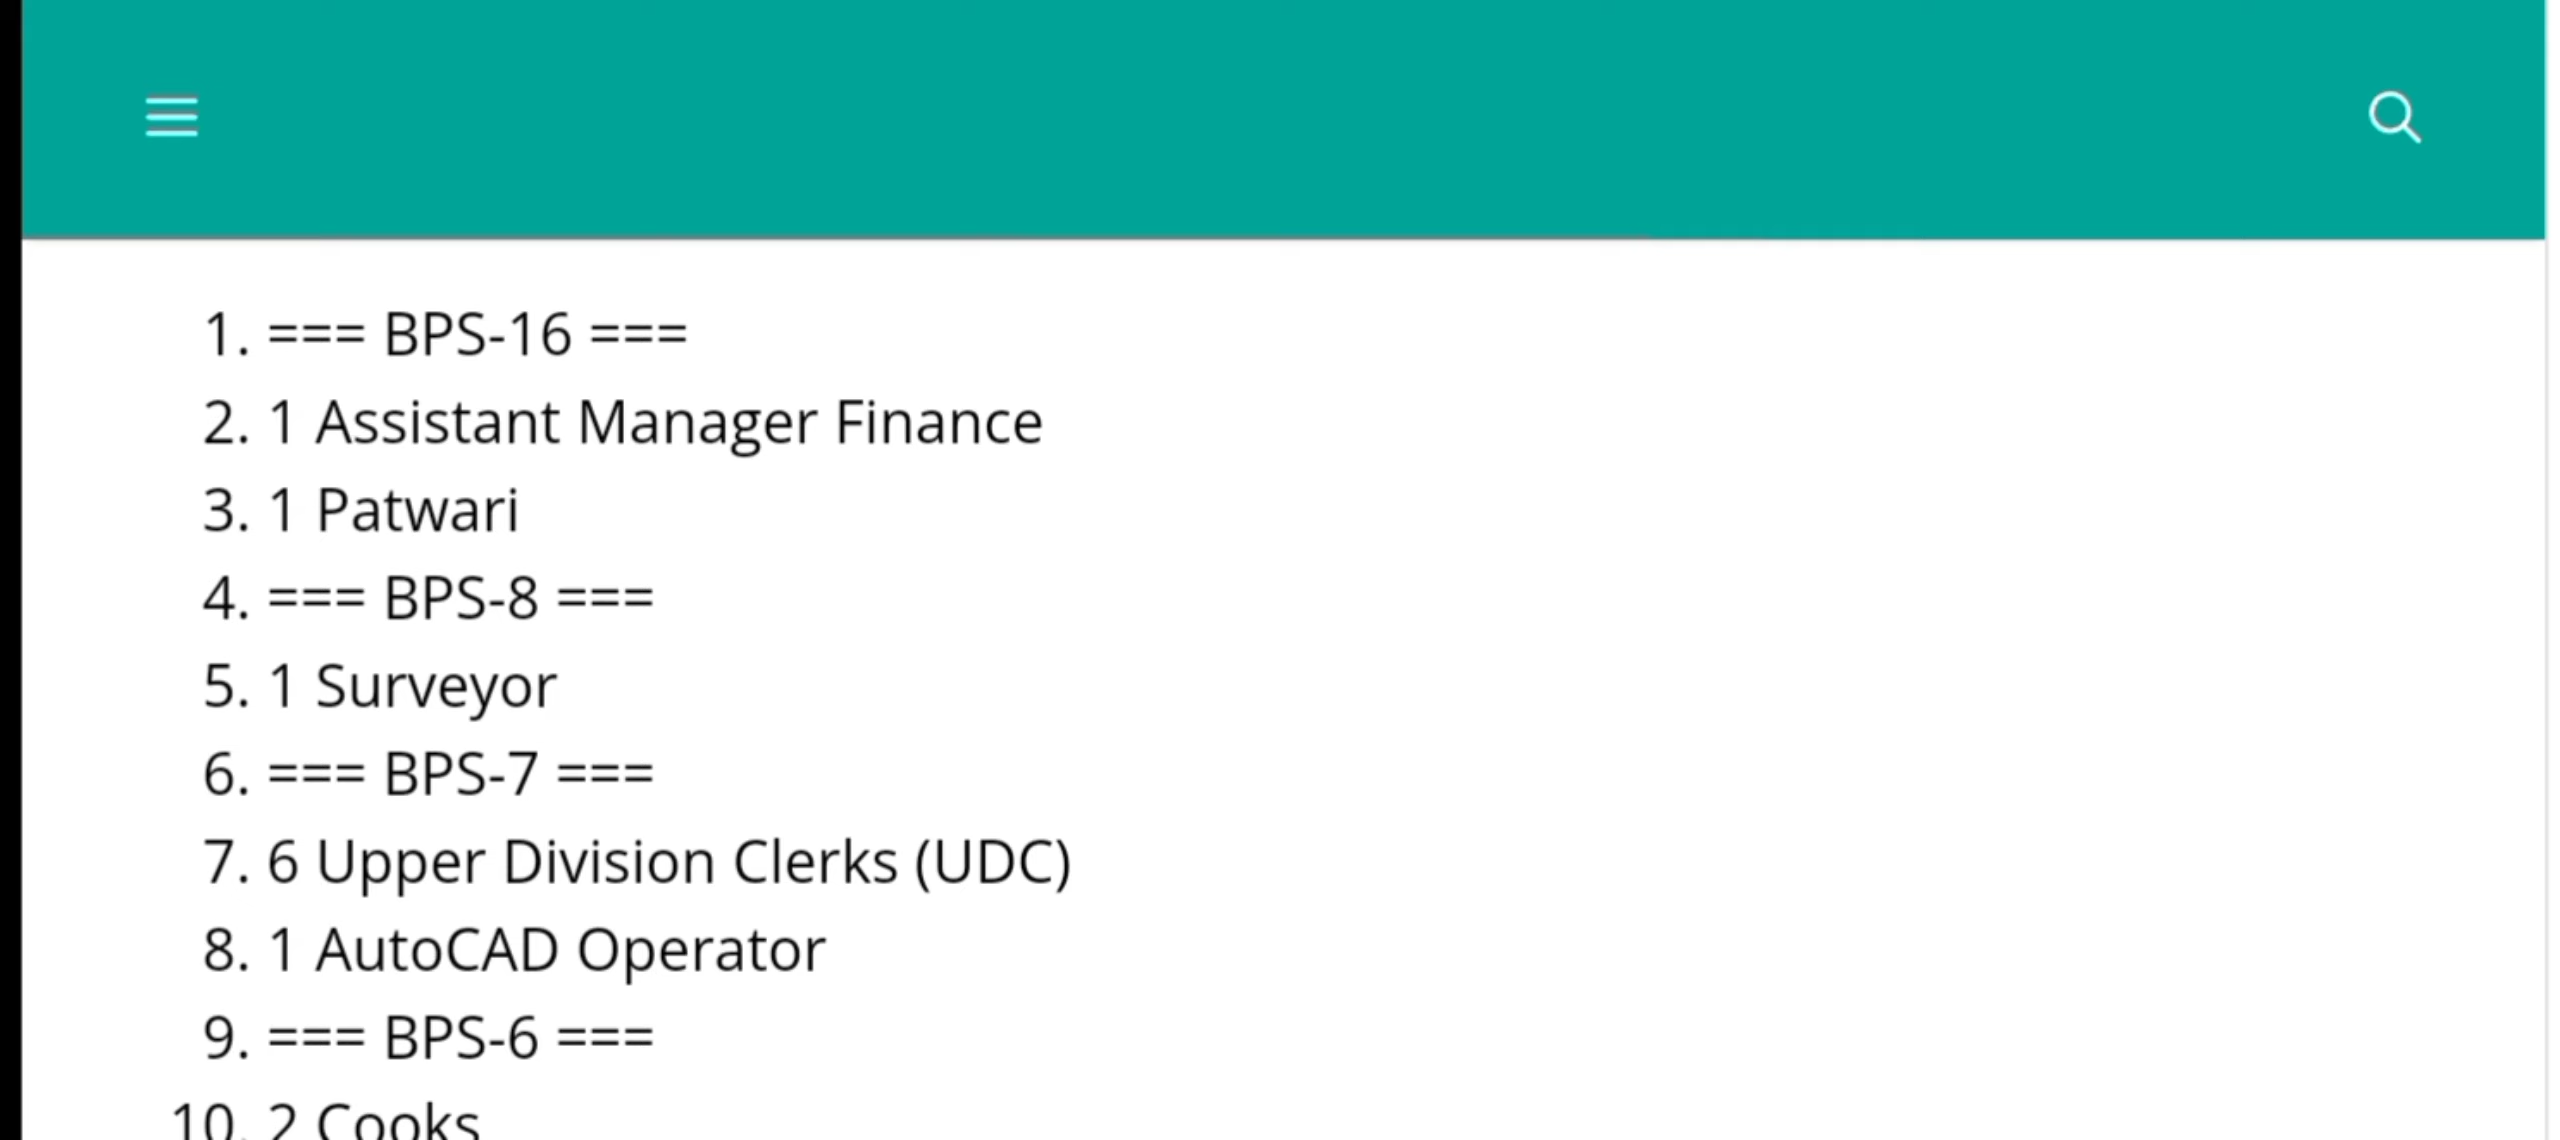 1. === BPS-16 ===
2. 1 Assistant Manager Finance
3. 1 Patwari
4. === BPS-8 ===
5. 1 Surveyor
6. === BPS-7 ===
7. 6 Upper Division Clerks (UDC)
8. 1 AutoCAD Operator
9. === BPS-6 ===
10. 2 Cooks